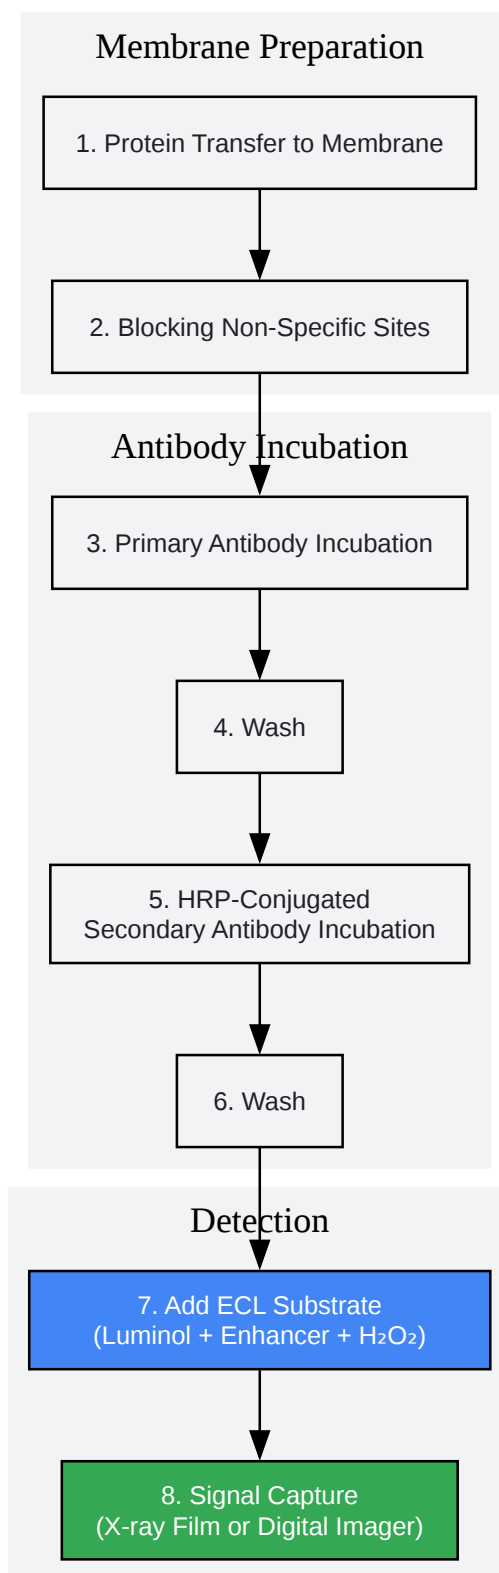 Membrane Preparation
1. Protein Transfer to Membrane
2. Blocking Non-Specific Sites
Antibody Incubation
3. Primary Antibody Incubation
4. Wash
5. HRP-Conjugated
Secondary Antibody Incubation
6. Wash
Detection
7. Add ECL Substrate
(Luminol + Enhancer + H₂O₂)
8. Signal Capture
(X-ray Film or Digital Imager)